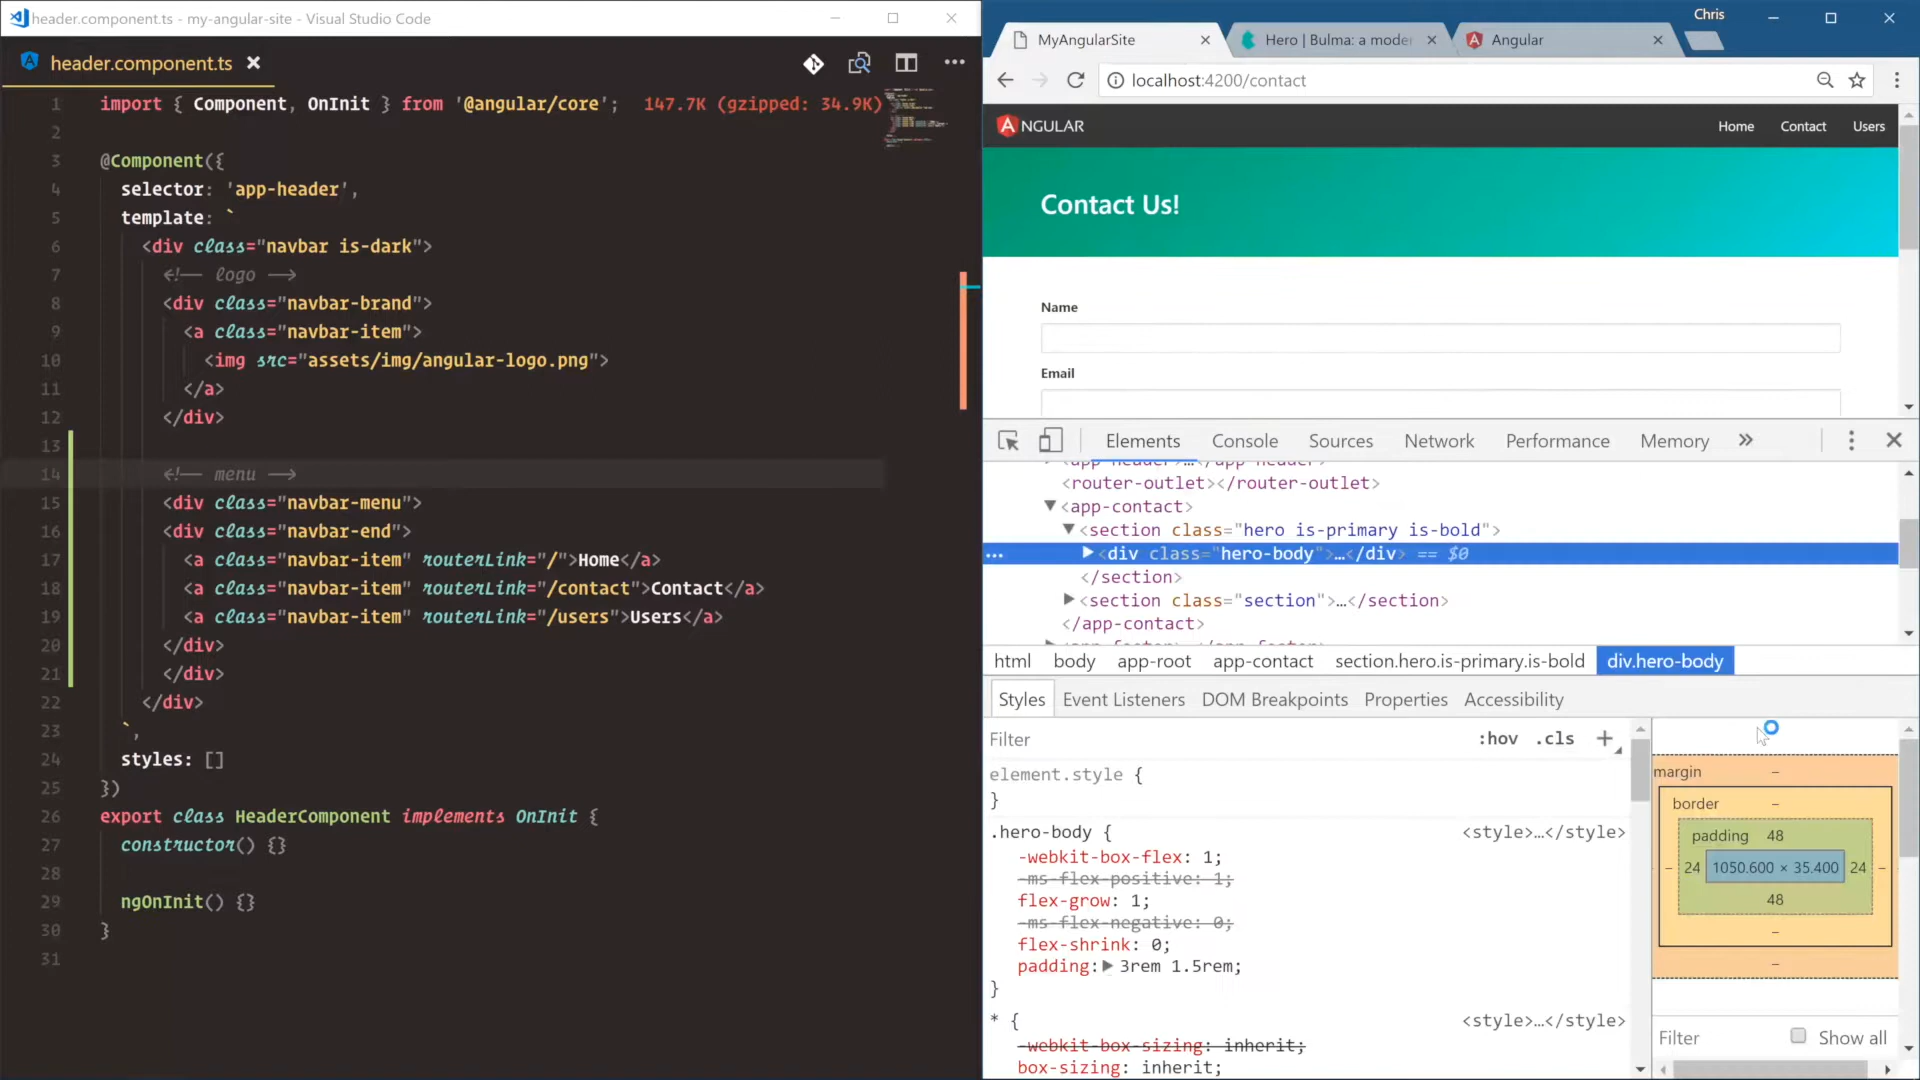 header.component.ts - my-angular-site - Visual Studio Code
header.component.ts
1 import { Component, OnInit } from '@angular/core'; 147.7K (gzipped: 34.9K)
2
3 @Component({
4 selector: 'app-header',
5 template: `
6 <div class="navbar is-dark">
7 <!-- logo -->
8 <div class="navbar-brand">
9 <a class="navbar-item">
10 <img src="assets/img/angular-logo.png">
11 </a>
12 </div>
13
14 <!-- menu -->
15 <div class="navbar-menu">
16 <div class="navbar-end">
17 <a class="navbar-item" routerLink="/">Home</a>
18 <a class="navbar-item" routerLink="/contact">Contact</a>
19 <a class="navbar-item" routerLink="/users">Users</a>
20 </div>
21 </div>
22 </div>
23 `,
24 styles: []
25 })
26 export class HeaderComponent implements OnInit {
27 constructor() {}
28
29 ngOnInit() {}
30 }
31
Chris
MyAngularSite
Hero | Bulma: a moder
Angular
localhost:4200/contact
ANGULAR
Home Contact Users
Contact Us!
Name
Email
Elements Console Sources Network Performance Memory »
<app-header>…</app-header>
<router-outlet></router-outlet>
<app-contact>
<section class="hero is-primary is-bold">
… <div class="hero-body">…</div> == $0
</section>
<section class="section">…</section>
</app-contact>
html body app-root app-contact section.hero.is-primary.is-bold div.hero-body
Styles Event Listeners DOM Breakpoints Properties Accessibility
Filter :hov .cls +
element.style {
}
.hero-body { <style>…</style>
-webkit-box-flex: 1;
-ms-flex-positive: 1;
flex-grow: 1;
-ms-flex-negative: 0;
flex-shrink: 0;
padding: 3rem 1.5rem;
}
* { <style>…</style>
-webkit-box-sizing: inherit;
box-sizing: inherit;
margin –
border –
padding 48
– 24 1050.600 × 35.400 24 –
48
–
–
Filter Show all